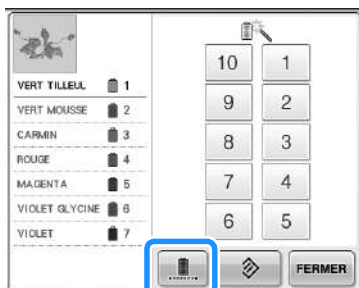 10 1
VERT TILLEUL 1
9 2
VERT MOUSSE 2
CARMIN 3
8 3
ROUGE 4
MAGENTA 5
7 4
VIOLET GLYCINE 6
6 5
VIOLET 7
FERMER